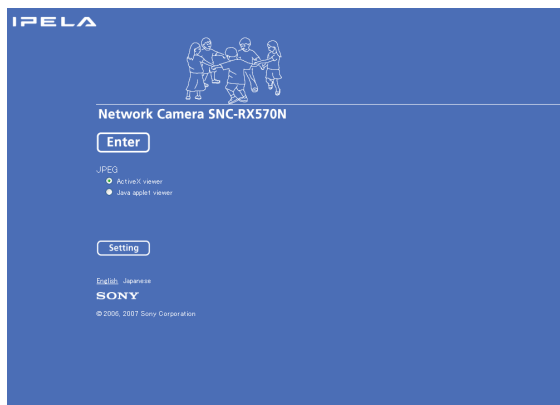 IPELA
Network Camera SNC-RX570N
Enter
JPEG
ActiveX viewer
Java applet viewer
Setting
English Japanese
SONY
© 2006, 2007 Sony Corporation